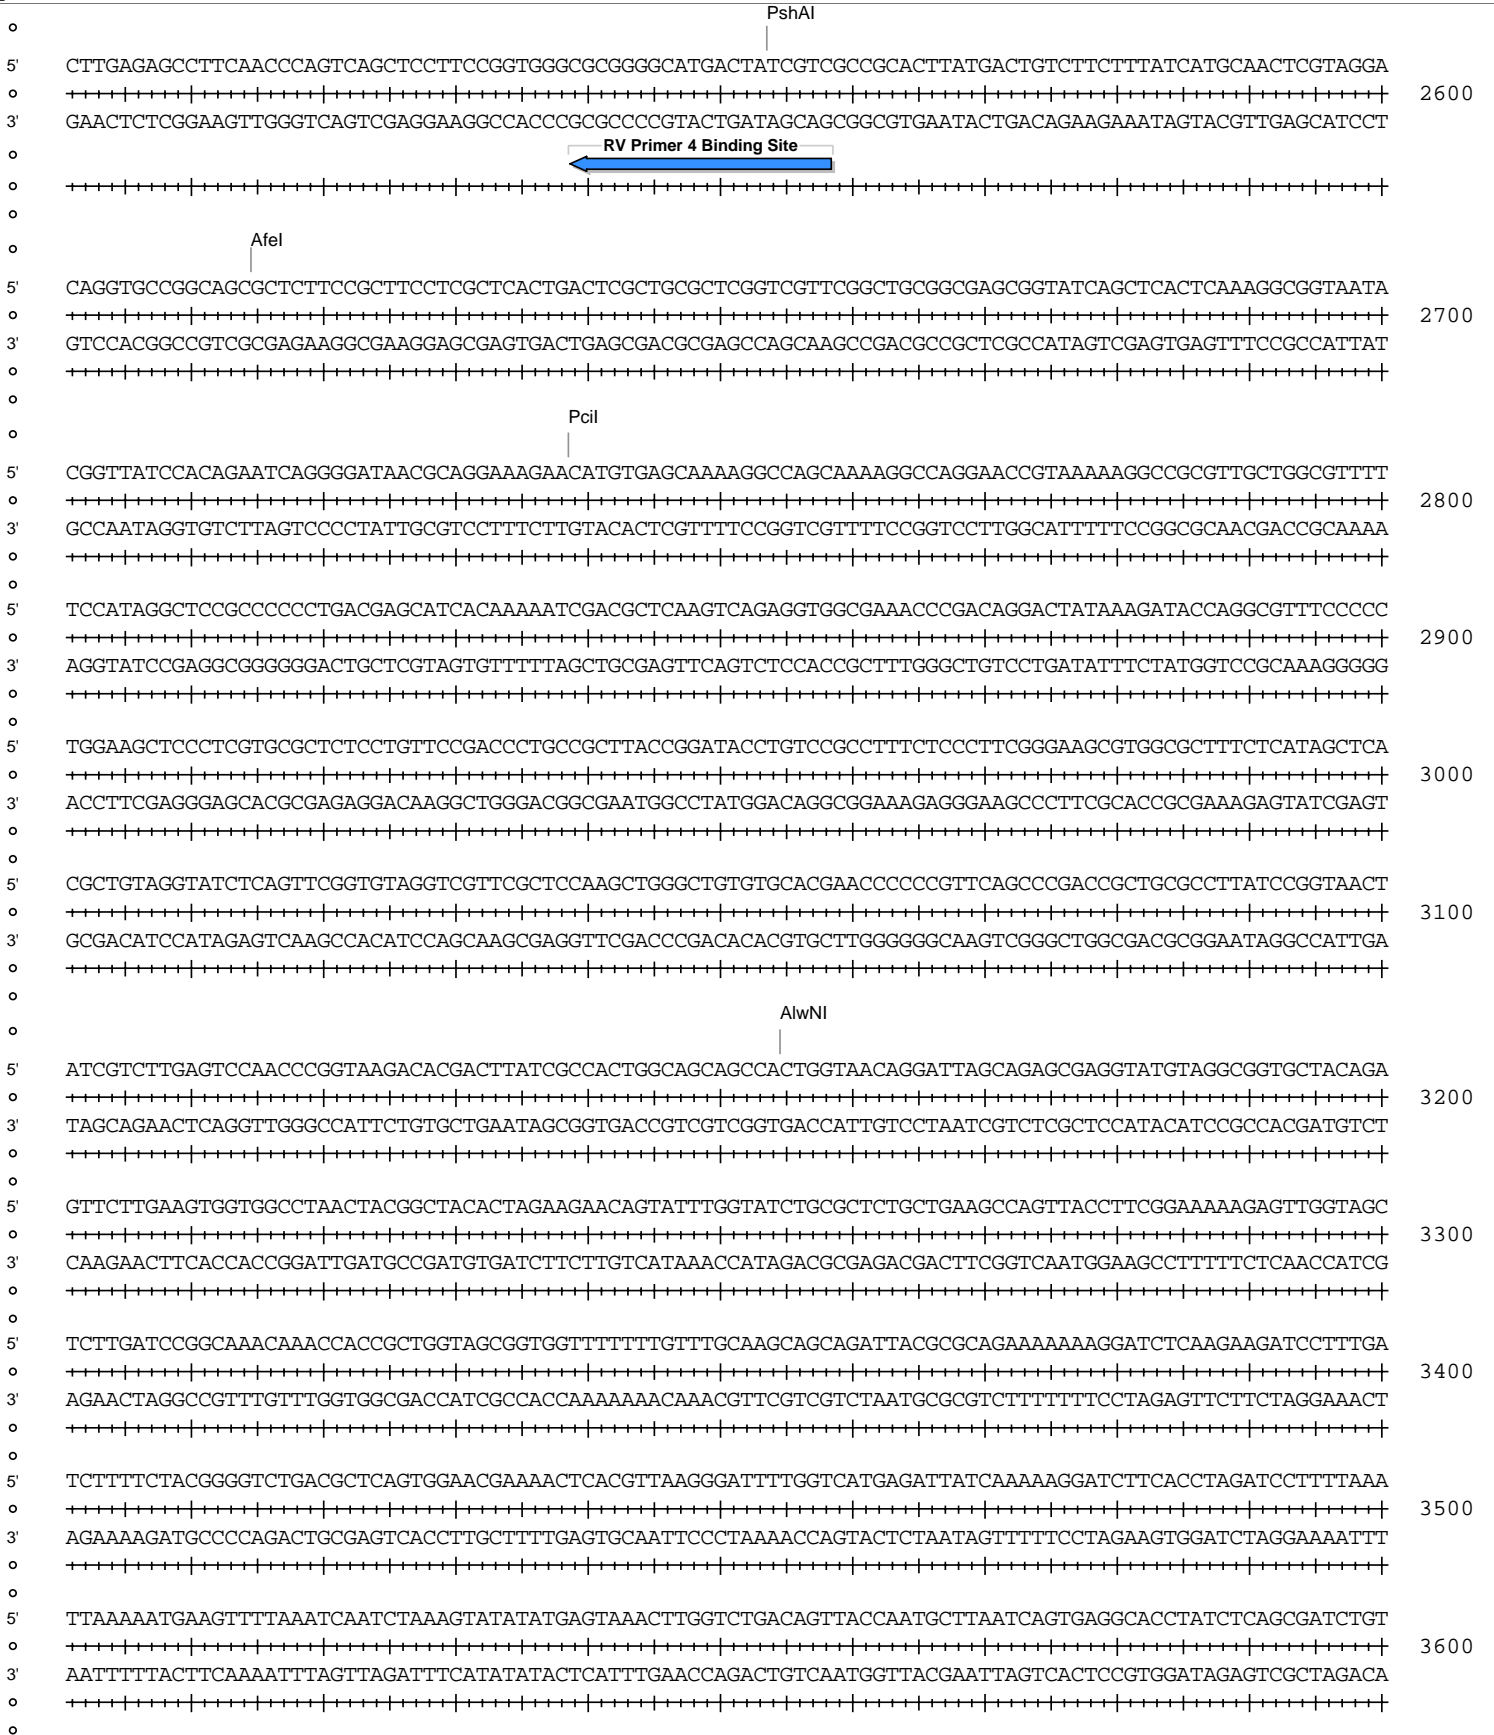 PshAI
5' CTTGAGAGCCTTCAACCCAGTCAGCTCCTTCCGGTGGGCGCGGGGCATGACTATCGTCGCCGCACTTATGACTGTCTTCTTTATCATGCAACTCGTAGGA
2600
3' GAACTCTCGGAAGTTGGGTCAGTCGAGGAAGGCCACCCGCGCCCCGTACTGATAGCAGCGGCGTGAATACTGACAGAAGAAATAGTACGTTGAGCATCCT
RV Primer 4 Binding Site
AfeI
5' CAGGTGCCGGCAGCGCTCTTCCGCTTCCTCGCTCACTGACTCGCTGCGCTCGGTCGTTCGGCTGCGGCGAGCGGTATCAGCTCACTCAAAGGCGGTAATA
2700
3' GTCCACGGCCGTCGCGAGAAGGCGAAGGAGCGAGTGACTGAGCGACGCGAGCCAGCAAGCCGACGCCGCTCGCCATAGTCGAGTGAGTTTCCGCCATTAT
PciI
5' CGGTTATCCACAGAATCAGGGGATAACGCAGGAAAGAACATGTGAGCAAAAGGCCAGCAAAAGGCCAGGAACCGTAAAAAGGCCGCGTTGCTGGCGTTTT
2800
3' GCCAATAGGTGTCTTAGTCCCCTATTGCGTCCTTTCTTGTACACTCGTTTTCCGGTCGTTTTCCGGTCCTTGGCATTTTTCCGGCGCAACGACCGCAAAA
5' TCCATAGGCTCCGCCCCCCTGACGAGCATCACAAAAATCGACGCTCAAGTCAGAGGTGGCGAAACCCGACAGGACTATAAAGATACCAGGCGTTTCCCCC
2900
3' AGGTATCCGAGGCGGGGGGACTGCTCGTAGTGTTTTTAGCTGCGAGTTCAGTCTCCACCGCTTTGGGCTGTCCTGATATTTCTATGGTCCGCAAAGGGGG
5' TGGAAGCTCCCTCGTGCGCTCTCCTGTTCCGACCCTGCCGCTTACCGGATACCTGTCCGCCTTTCTCCCTTCGGGAAGCGTGGCGCTTTCTCATAGCTCA
3000
3' ACCTTCGAGGGAGCACGCGAGAGGACAAGGCTGGGACGGCGAATGGCCTATGGACAGGCGGAAAGAGGGAAGCCCTTCGCACCGCGAAAGAGTATCGAGT
5' CGCTGTAGGTATCTCAGTTCGGTGTAGGTCGTTCGCTCCAAGCTGGGCTGTGTGCACGAACCCCCCGTTCAGCCCGACCGCTGCGCCTTATCCGGTAACT
3100
3' GCGACATCCATAGAGTCAAGCCACATCCAGCAAGCGAGGTTCGACCCGACACACGTGCTTGGGGGGCAAGTCGGGCTGGCGACGCGGAATAGGCCATTGA
AlwNI
5' ATCGTCTTGAGTCCAACCCGGTAAGACACGACTTATCGCCACTGGCAGCAGCCACTGGTAACAGGATTAGCAGAGCGAGGTATGTAGGCGGTGCTACAGA
3200
3' TAGCAGAACTCAGGTTGGGCCATTCTGTGCTGAATAGCGGTGACCGTCGTCGGTGACCATTGTCCTAATCGTCTCGCTCCATACATCCGCCACGATGTCT
5' GTTCTTGAAGTGGTGGCCTAACTACGGCTACACTAGAAGAACAGTATTTGGTATCTGCGCTCTGCTGAAGCCAGTTACCTTCGGAAAAAGAGTTGGTAGC
3300
3' CAAGAACTTCACCACCGGATTGATGCCGATGTGATCTTCTTGTCATAAACCATAGACGCGAGACGACTTCGGTCAATGGAAGCCTTTTTCTCAACCATCG
5' TCTTGATCCGGCAAACAAACCACCGCTGGTAGCGGTGGTTTTTTTGTTTGCAAGCAGCAGATTACGCGCAGAAAAAAAGGATCTCAAGAAGATCCTTTGA
3400
3' AGAACTAGGCCGTTTGTTTGGTGGCGACCATCGCCACCAAAAAAACAAACGTTCGTCGTCTAATGCGCGTCTTTTTTTCCTAGAGTTCTTCTAGGAAACT
5' TCTTTTCTACGGGGTCTGACGCTCAGTGGAACGAAAACTCACGTTAAGGGATTTTGGTCATGAGATTATCAAAAAGGATCTTCACCTAGATCCTTTTAAA
3500
3' AGAAAAGATGCCCCAGACTGCGAGTCACCTTGCTTTTGAGTGCAATTCCCTAAAACCAGTACTCTAATAGTTTTTCCTAGAAGTGGATCTAGGAAAATTT
5' TTAAAAATGAAGTTTTAAATCAATCTAAAGTATATATGAGTAAACTTGGTCTGACAGTTACCAATGCTTAATCAGTGAGGCACCTATCTCAGCGATCTGT
3600
3' AATTTTTACTTCAAAATTTAGTTAGATTTCATATATACTCATTTGAACCAGACTGTCAATGGTTACGAATTAGTCACTCCGTGGATAGAGTCGCTAGACA